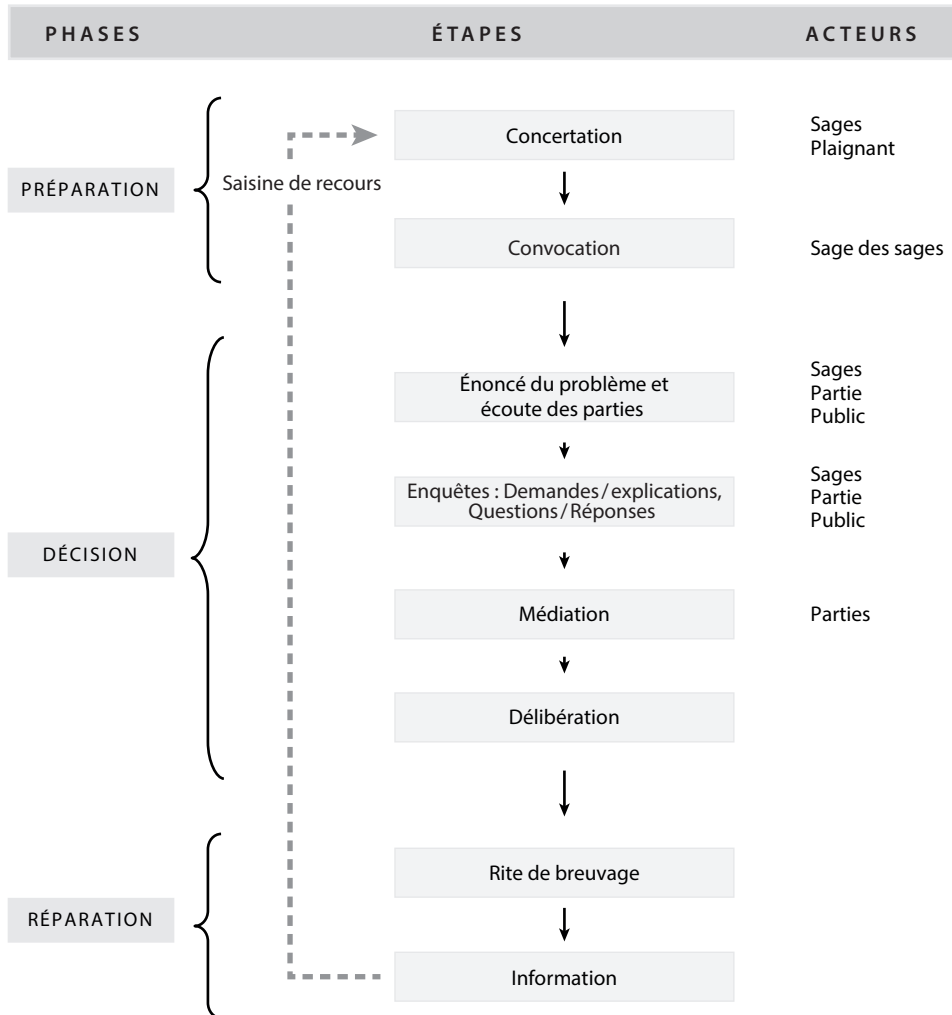 PHASES ÉTAPES ACTEURS
Concertation
Sages
Plaignant
PRÉPARATION
Saisine de recours
Convocation
Sage des sages
Énoncé du problème et
écoute des parties
Sages
Partie
Public
Enquêtes : Demandes/explications,
Questions/Réponses
Sages
Partie
Public
DÉCISION
Médiation
Parties
Délibération
Rite de breuvage
RÉPARATION
Information